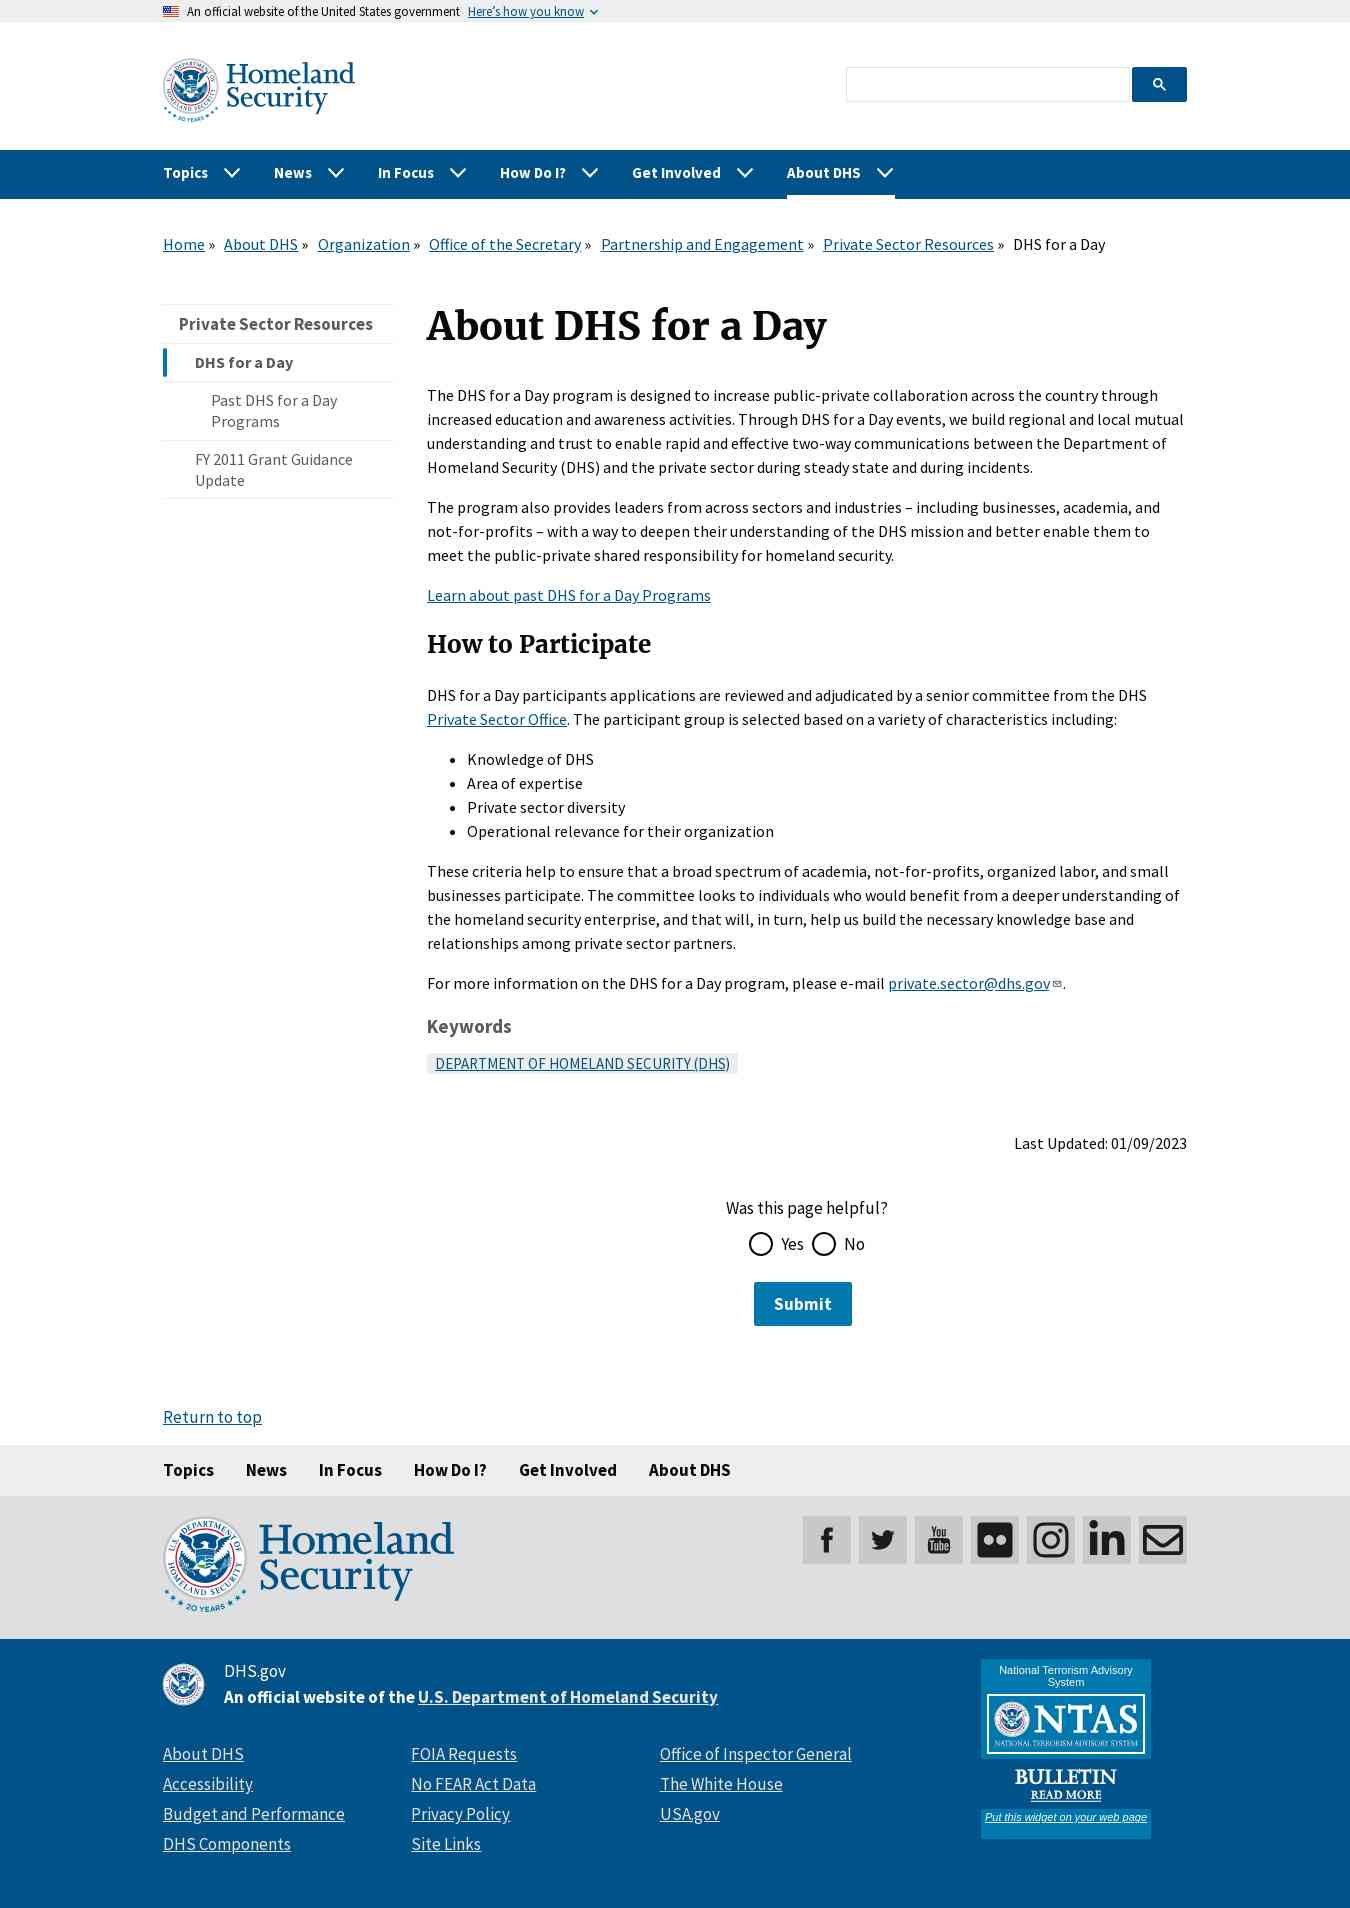 An official website of the United States government Here's how you know
Homeland
Security
20 YEARS
Topics News In Focus How Do I? Get Involved About DHS
Home » About DHS » Organization » Office of the Secretary » Partnership and Engagement » Private Sector Resources » DHS for a Day
Private Sector Resources
DHS for a Day
Past DHS for a Day
Programs
FY 2011 Grant Guidance
Update
About DHS for a Day
The DHS for a Day program is designed to increase public-private collaboration across the country through
increased education and awareness activities. Through DHS for a Day events, we build regional and local mutual
understanding and trust to enable rapid and effective two-way communications between the Department of
Homeland Security (DHS) and the private sector during steady state and during incidents.
The program also provides leaders from across sectors and industries – including businesses, academia, and
not-for-profits – with a way to deepen their understanding of the DHS mission and better enable them to
meet the public-private shared responsibility for homeland security.
Learn about past DHS for a Day Programs
How to Participate
DHS for a Day participants applications are reviewed and adjudicated by a senior committee from the DHS
Private Sector Office. The participant group is selected based on a variety of characteristics including:
• Knowledge of DHS
• Area of expertise
• Private sector diversity
• Operational relevance for their organization
These criteria help to ensure that a broad spectrum of academia, not-for-profits, organized labor, and small
businesses participate. The committee looks to individuals who would benefit from a deeper understanding of
the homeland security enterprise, and that will, in turn, help us build the necessary knowledge base and
relationships among private sector partners.
For more information on the DHS for a Day program, please e-mail private.sector@dhs.gov.
Keywords
DEPARTMENT OF HOMELAND SECURITY (DHS)
Last Updated: 01/09/2023
Was this page helpful?
Yes No
Submit
Return to top
Topics News In Focus How Do I? Get Involved About DHS
U.S. DEPARTMENT OF
HOMELAND SECURITY
20 YEARS
Homeland
Security
You
Tube
in
DHS.gov
An official website of the U.S. Department of Homeland Security
About DHS FOIA Requests Office of Inspector General
Accessibility No FEAR Act Data The White House
Budget and Performance Privacy Policy USA.gov
DHS Components Site Links
National Terrorism Advisory
System
NTAS
NATIONAL TERRORISM ADVISORY SYSTEM
BULLETIN
READ MORE
Put this widget on your web page